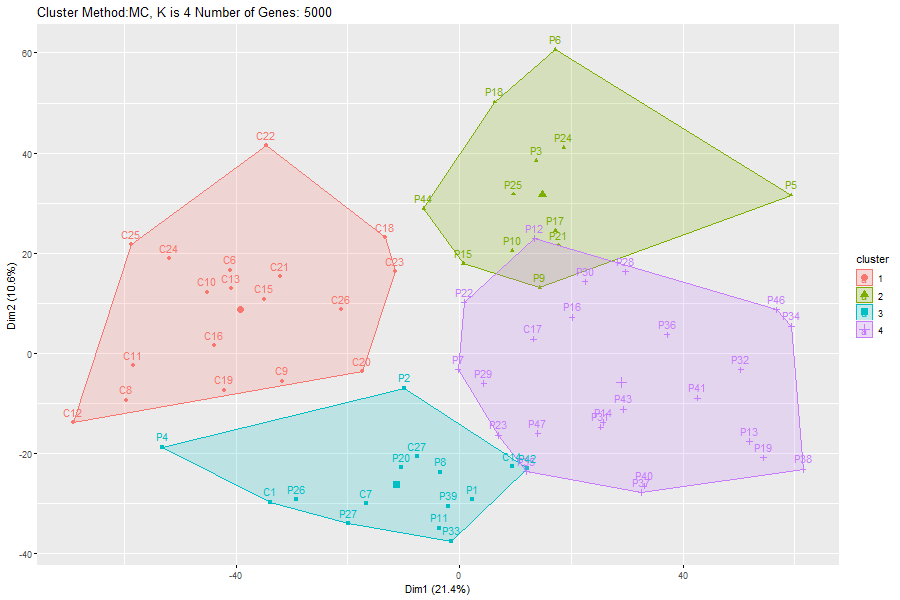 Cluster Method:MC, K is 4 Number of Genes: 5000
P6
60
P18
P24
C22
P3
40
P25
P5
P44
P17
C18
P12
C25
P21
P10
C24
20
P15
C23
C6
P28
C21
P30
C13
P9
cluster
C10
C15
P22
1
C26
P46
2
P16
P34
3
C16
C17
P36
4
0
C11
C20
P7
P32
C9
P29
C19
P2
C8
P41
P43
C12
P14
P31
P23
P47
P4
P13
-20
C27
P19
P20
P8
C14
P42
P38
C1
P26
C7
P39
P1
P40
P37
P27
P11
P33
-40
-40
0
40
Dim1 (21.4%)
Dim2 (10.6%)